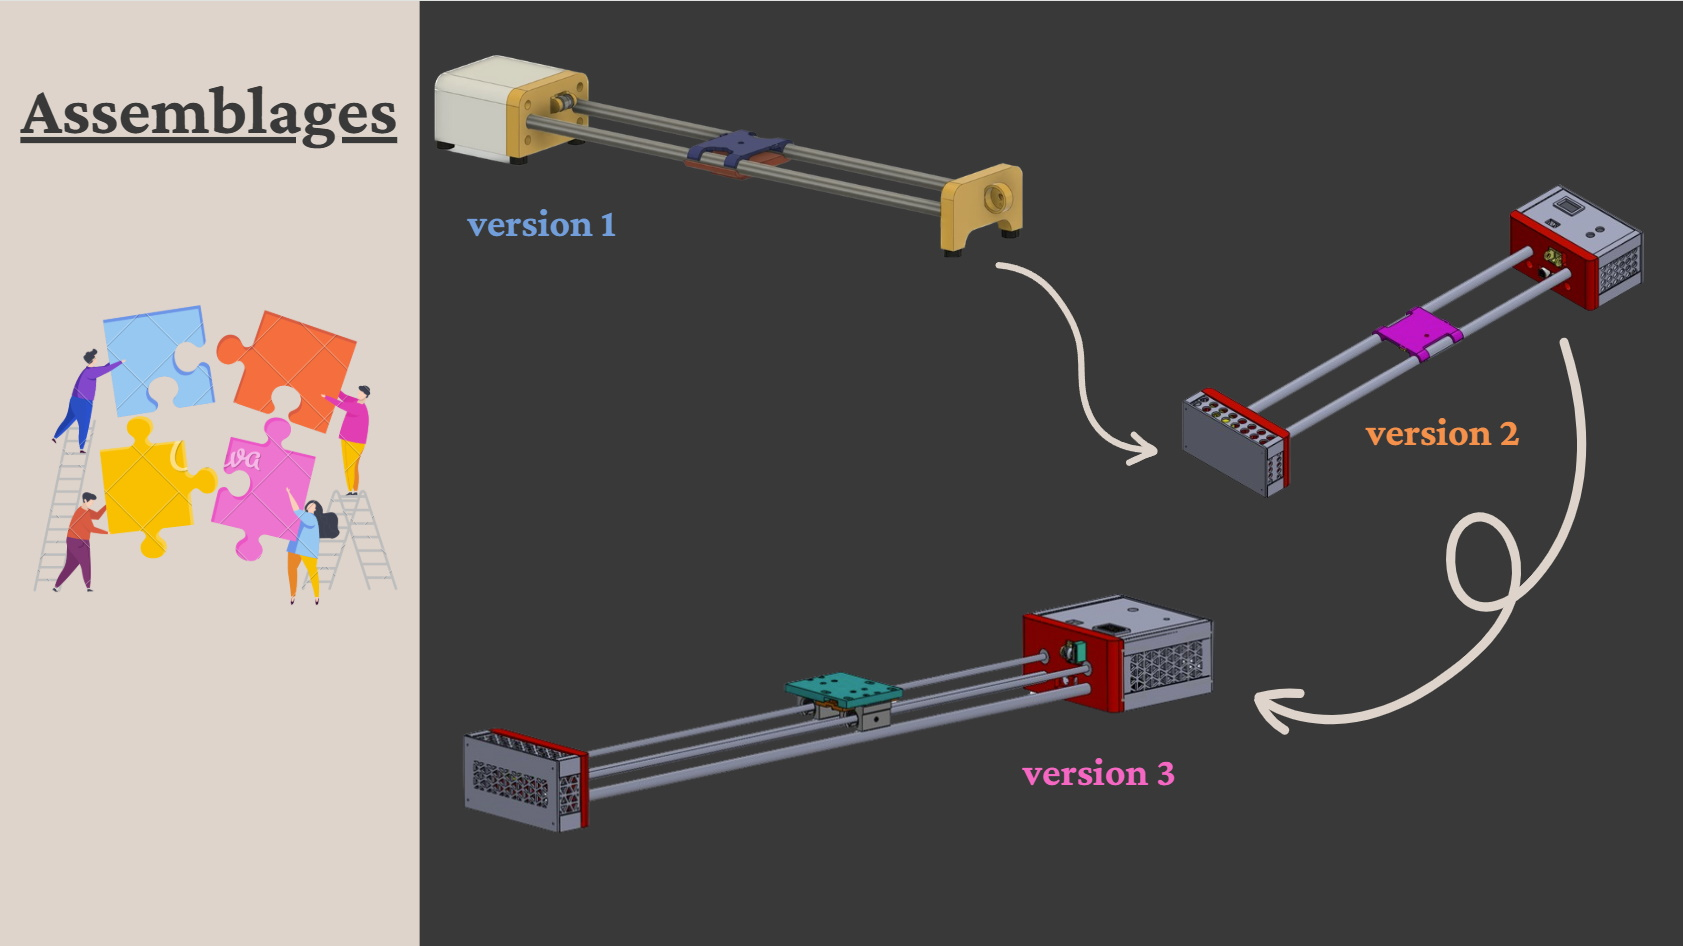 Assemblages
version 1
version 2
version 3